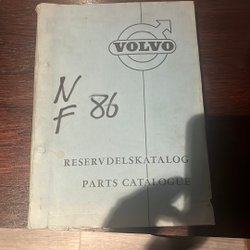 VOLVO
N
F 86
RESERVDELSKATALOG
PARTS CATALOGUE